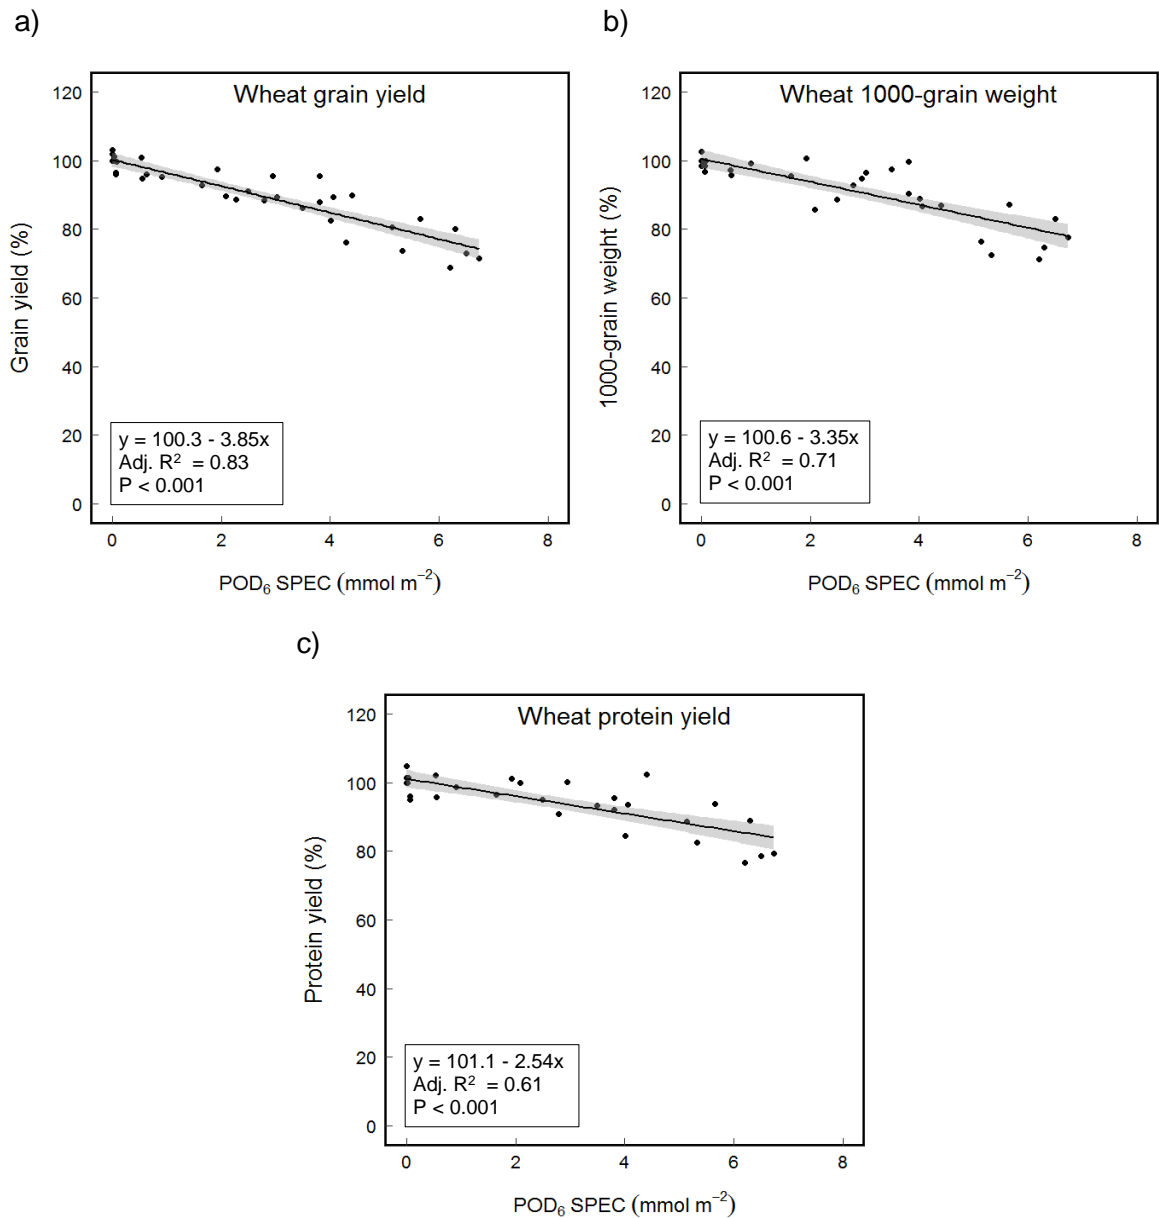 a)
Wheat grain yield
120
100
80
60
40
20
0
Grain yield (%)
y = 100.3 - 3.85x
Adj. R² = 0.83
P < 0.001
0 2 4 6 8
POD₆ SPEC (mmol m⁻²)
b)
Wheat 1000-grain weight
120
100
80
60
40
20
0
1000-grain weight (%)
y = 100.6 - 3.35x
Adj. R² = 0.71
P < 0.001
0 2 4 6 8
POD₆ SPEC (mmol m⁻²)
c)
Wheat protein yield
120
100
80
60
40
20
0
Protein yield (%)
y = 101.1 - 2.54x
Adj. R² = 0.61
P < 0.001
0 2 4 6 8
POD₆ SPEC (mmol m⁻²)